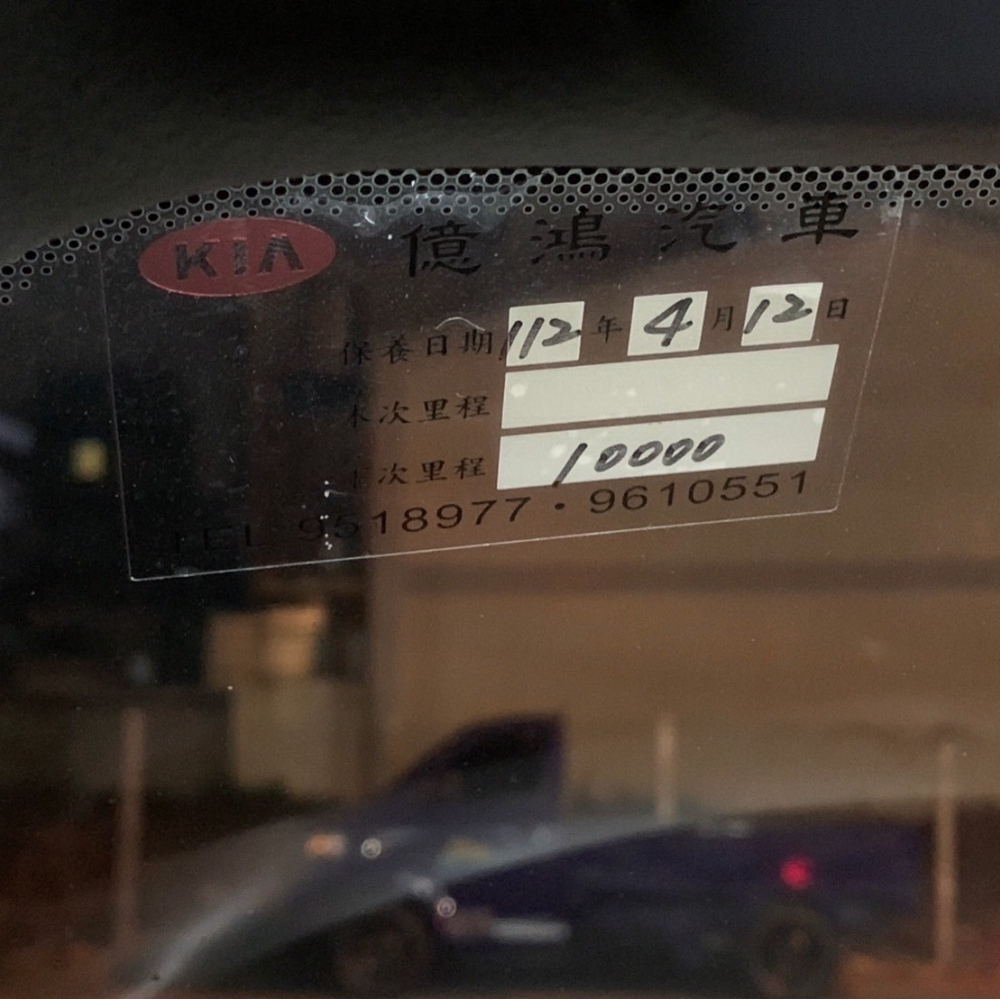 KIA 億鴻汽車
保養日期 112 年 4 月 12 日
本次里程
次里程 10000
TEL 9518977・9610551